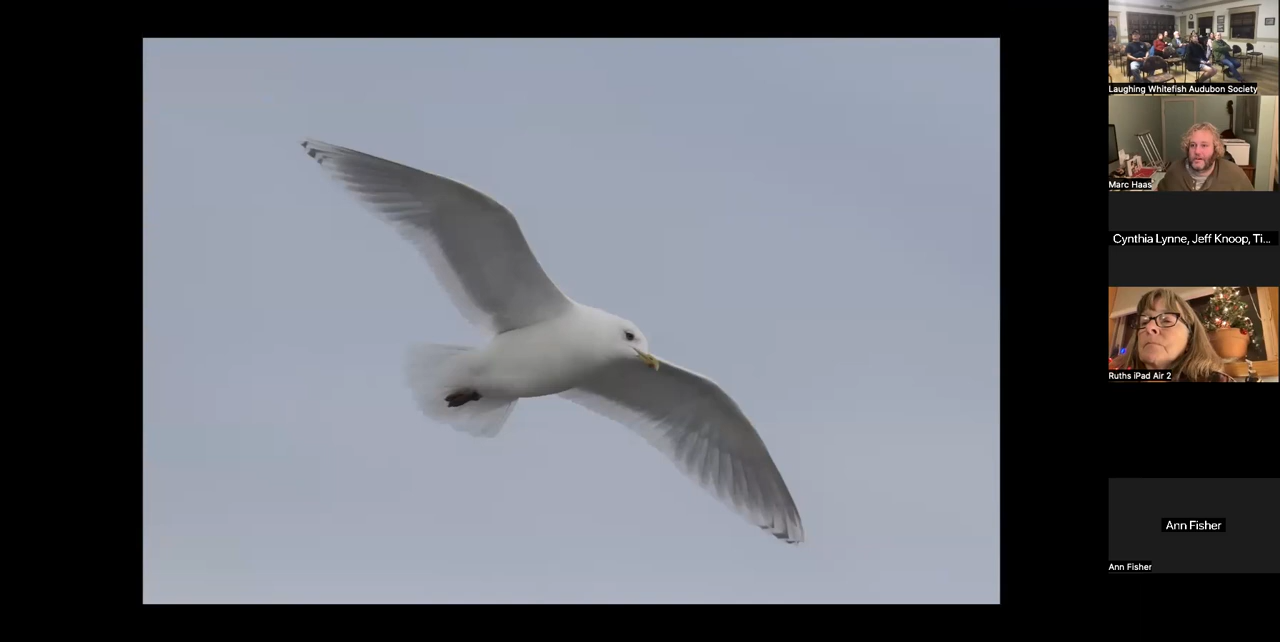 Laughing Whitefish Audubon Society
Marc Haas
Cynthia Lynne, Jeff Knoop, Ti...
Ruths iPad Air 2
Ann Fisher
Ann Fisher